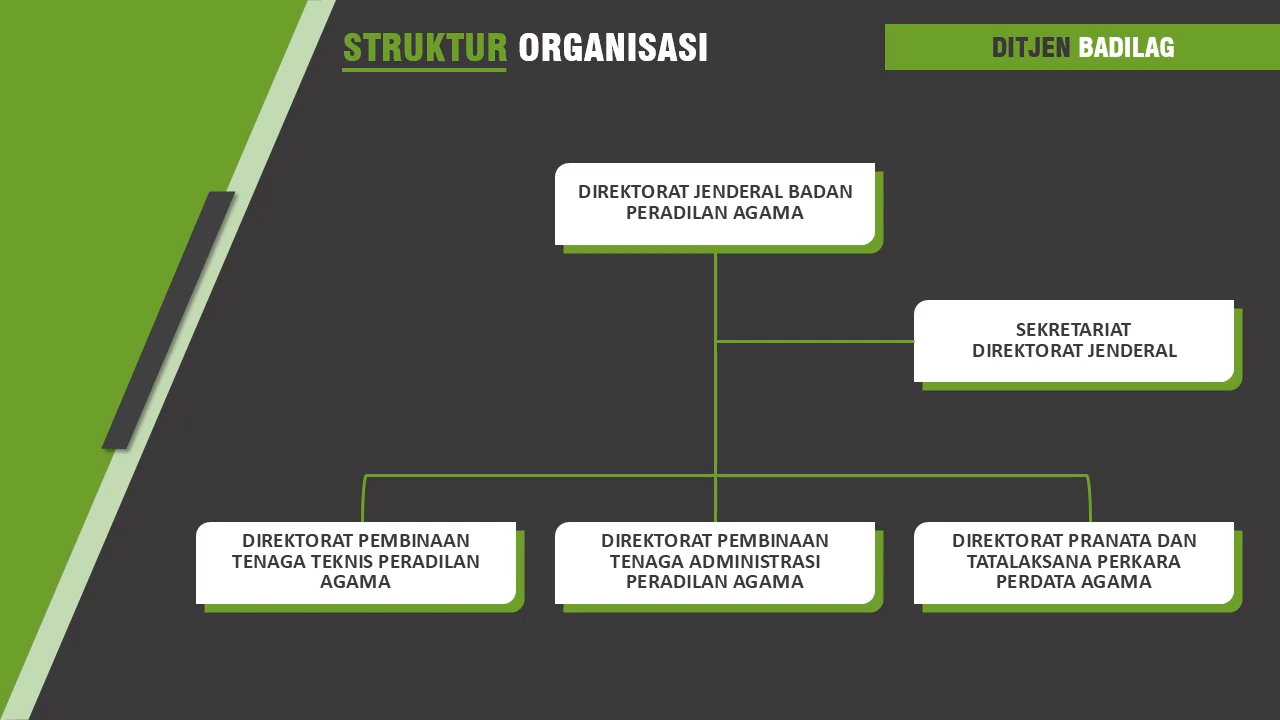 STRUKTUR ORGANISASI
DITJEN BADILAG
DIREKTORAT JENDERAL BADAN
PERADILAN AGAMA
SEKRETARIAT
DIREKTORAT JENDERAL
DIREKTORAT PEMBINAAN
TENAGA TEKNIS PERADILAN
AGAMA
DIREKTORAT PEMBINAAN
TENAGA ADMINISTRASI
PERADILAN AGAMA
DIREKTORAT PRANATA DAN
TATALAKSANA PERKARA
PERDATA AGAMA